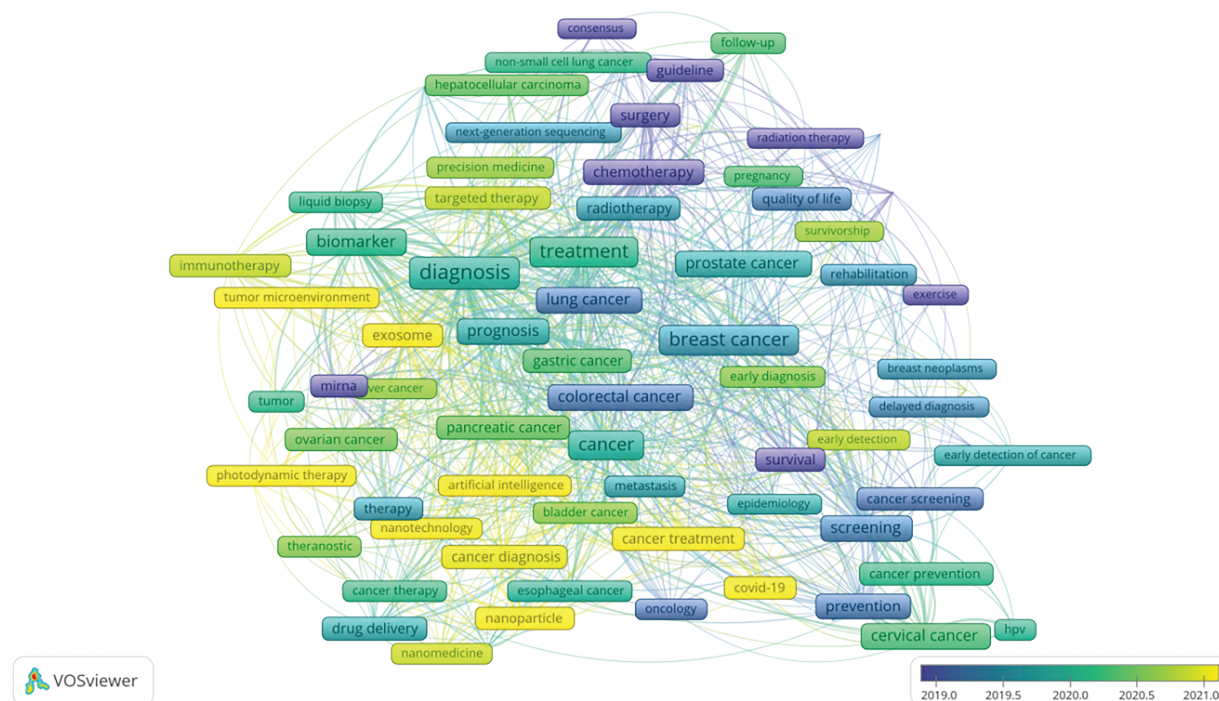 consensus
follow-up
non-small cell lung cancer
guideline
hepatocellular carcinoma
surgery
next-generation sequencing
radiation therapy
precision medicine
chemotherapy
pregnancy
liquid biopsy
targeted therapy
radiotherapy
quality of life
biomarker
survivorship
treatment
immunotherapy
diagnosis
prostate cancer
rehabilitation
tumor microenvironment
lung cancer
exercise
exosome
prognosis
breast cancer
gastric cancer
breast neoplasms
mirna
ver cancer
early diagnosis
tumor
colorectal cancer
delayed diagnosis
pancreatic cancer
ovarian cancer
cancer
early detection
survival
early detection of cancer
photodynamic therapy
artificial intelligence
metastasis
cancer screening
therapy
bladder cancer
epidemiology
nanotechnology
screening
theranostic
cancer treatment
cancer diagnosis
cancer prevention
cancer therapy
esophageal cancer
covid-19
oncology
prevention
nanoparticle
drug delivery
cervical cancer
hpv
nanomedicine
VOSviewer
2019.0 2019.5 2020.0 2020.5 2021.0